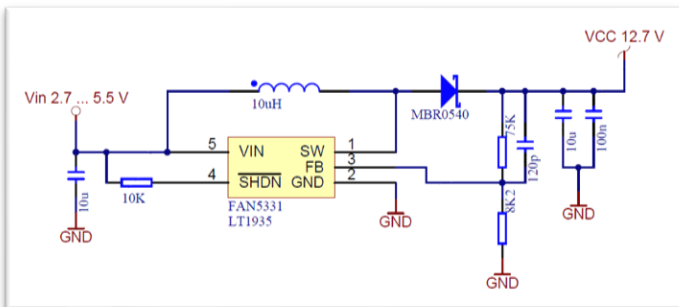 VCC 12.7 V
Vin 2.7 ... 5.5 V
10uH
MBR0540
5 VIN SW 1
FB 3
4 SHDN GND 2
10u
10K
FAN5331
LT1935
75K
120p
8K2
10u
100n
GND
GND
GND
GND